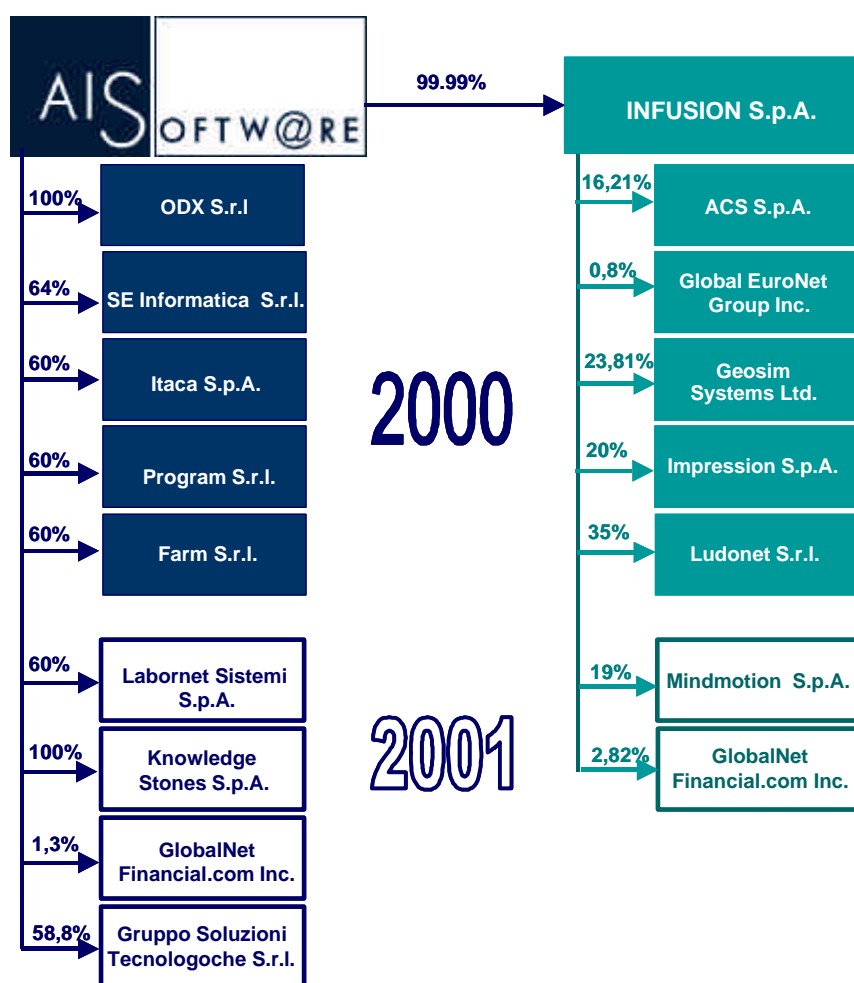 AISOFTW@RE
99.99%
INFUSION S.p.A.
100%
ODX S.r.l
64%
SE Informatica S.r.l.
60%
Itaca S.p.A.
60%
Program S.r.l.
60%
Farm S.r.l.
2000
16,21%
ACS S.p.A.
0,8%
Global EuroNet
Group Inc.
23,81%
Geosim
Systems Ltd.
20%
Impression S.p.A.
35%
Ludonet S.r.l.
60%
Labornet Sistemi
S.p.A.
100%
Knowledge
Stones S.p.A.
1,3%
GlobalNet
Financial.com Inc.
58,8%
Gruppo Soluzioni
Tecnologoche S.r.l.
2001
19%
Mindmotion S.p.A.
2,82%
GlobalNet
Financial.com Inc.